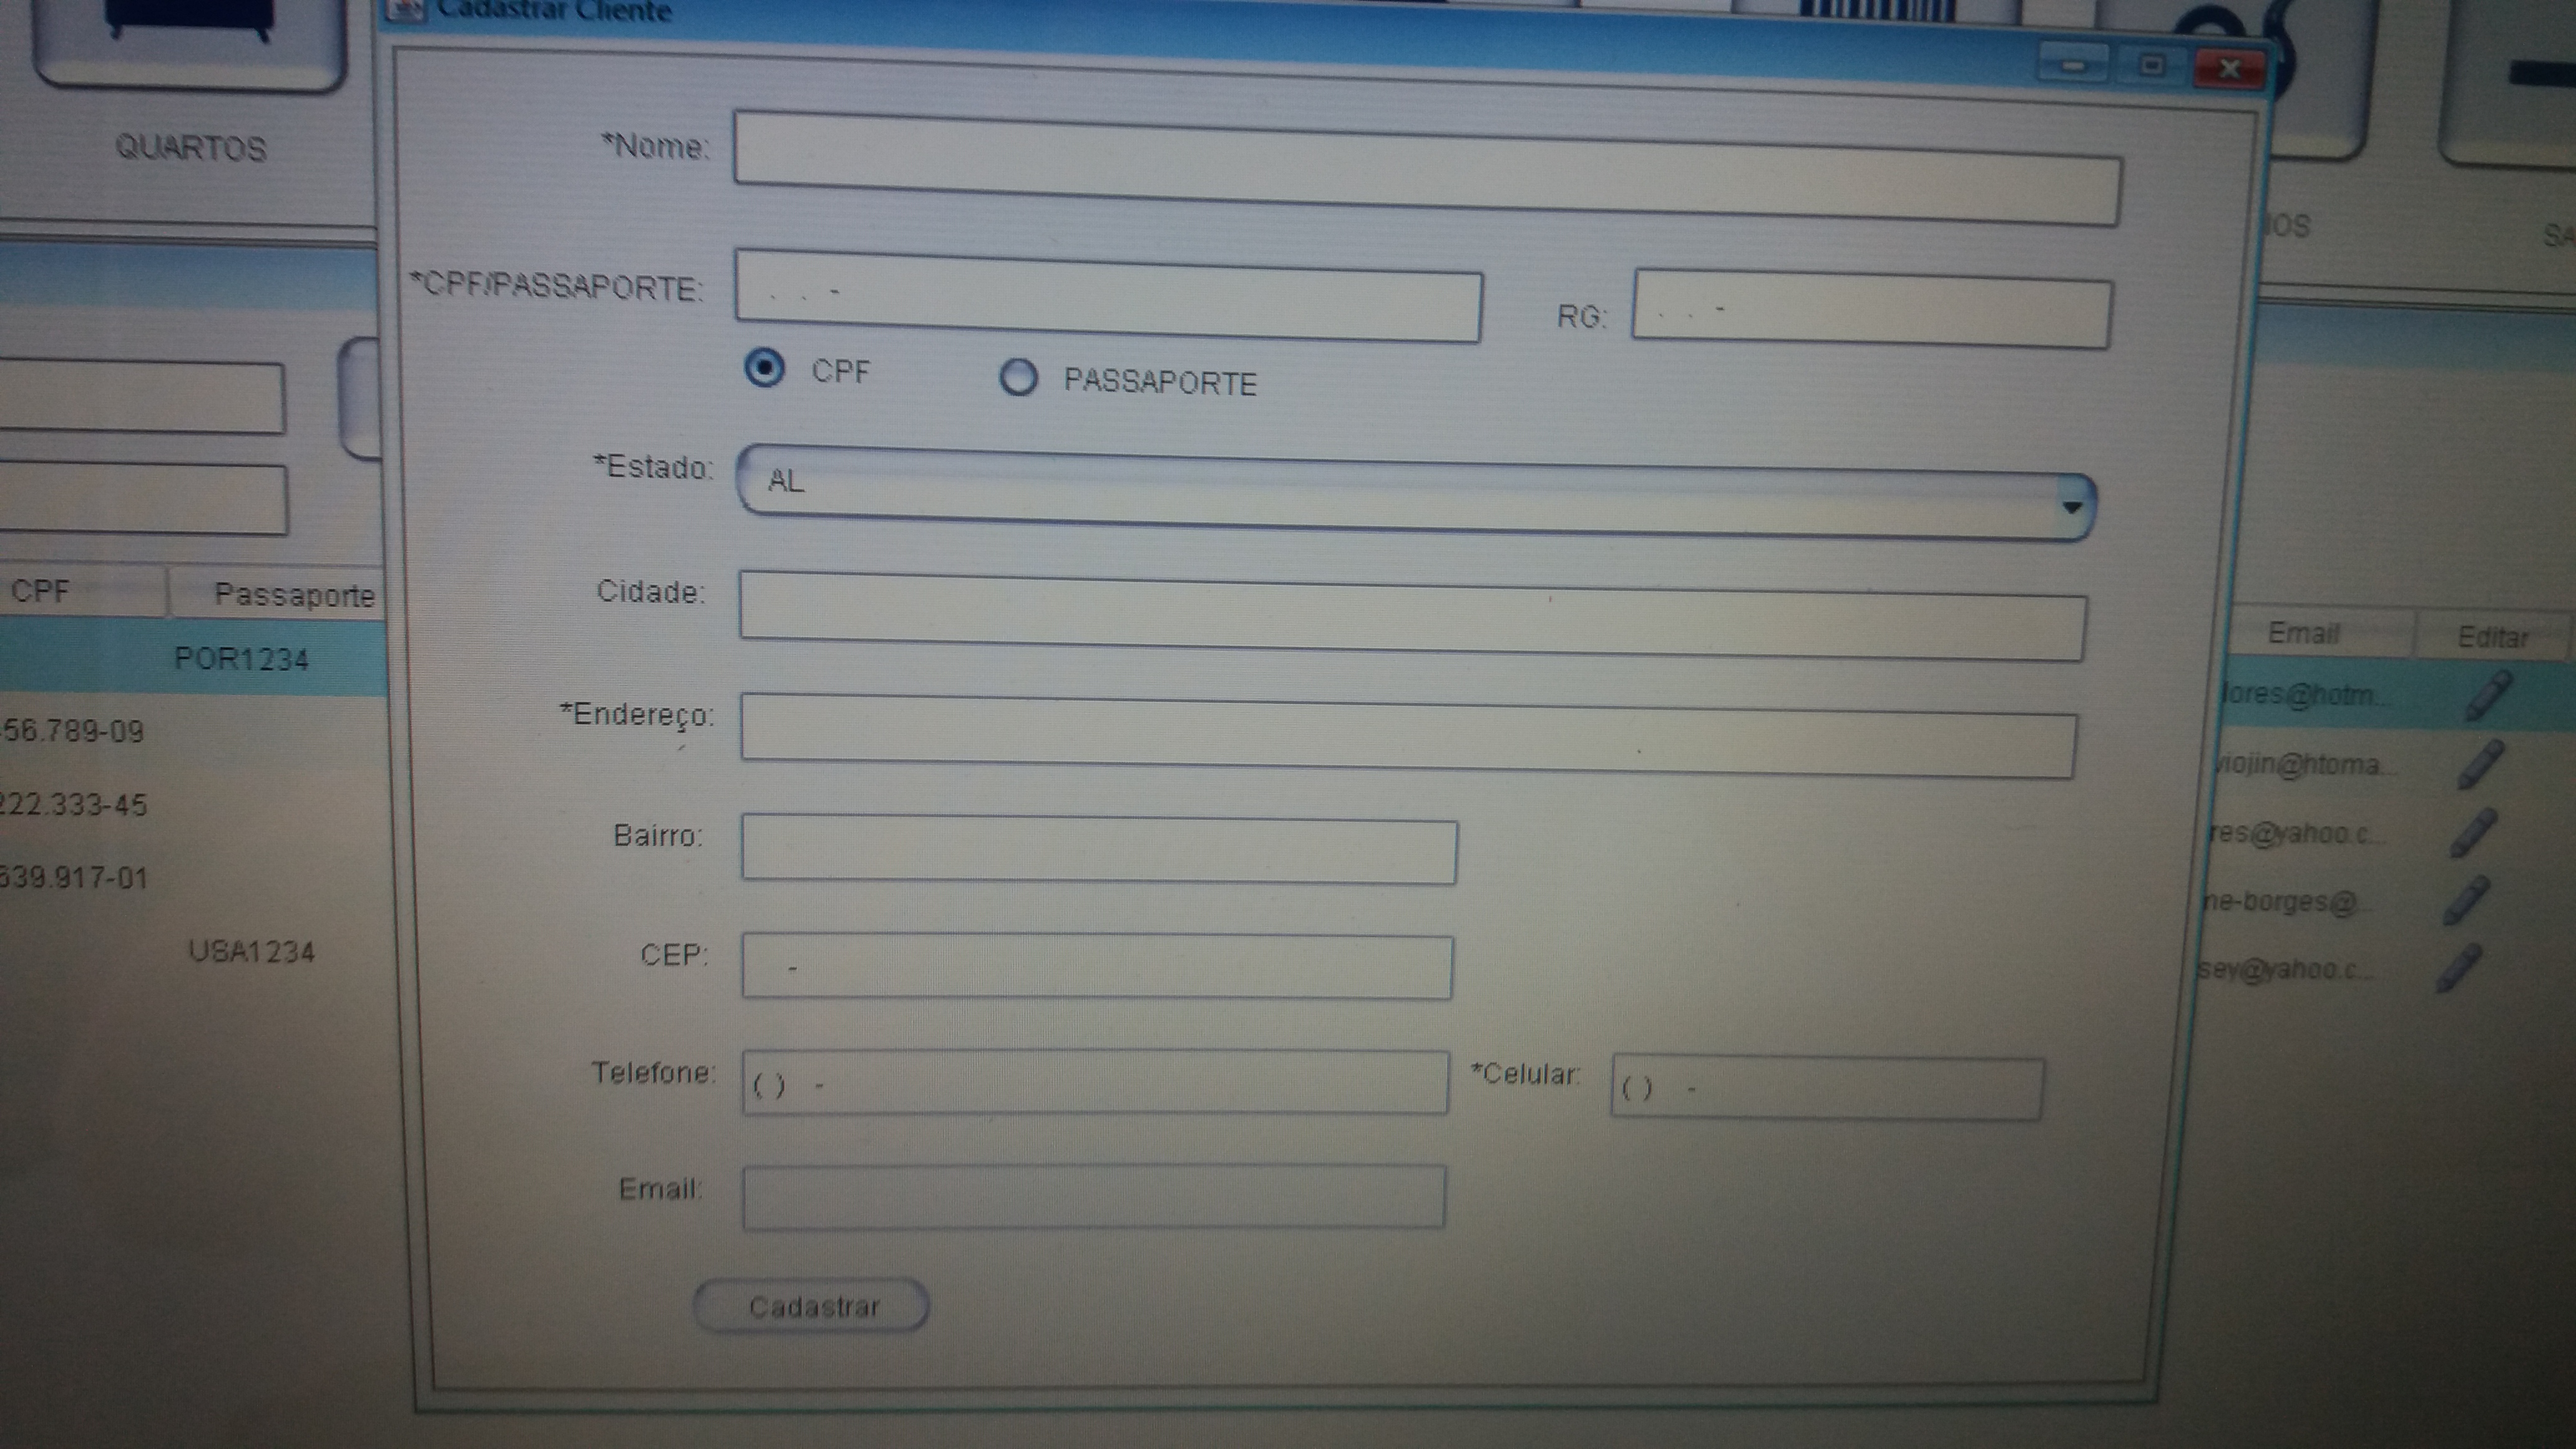 Cadastrar Cliente
QUARTOS
*Nome:
*CPF/PASSAPORTE: . . -
RG: . . -
CPF PASSAPORTE
*Estado: AL
Cidade:
*Endereço:
Bairro:
CEP: -
Telefone: ( ) -
*Celular: ( ) -
Email:
Cadastrar
CPF Passaporte
POR1234
56.789-09
222.333-45
639.917-01
USA1234
IOS
SA
Email Editar
lores@hotm...
viojin@htoma...
res@yahoo.c...
ne-borges@...
sey@yahoo.c...